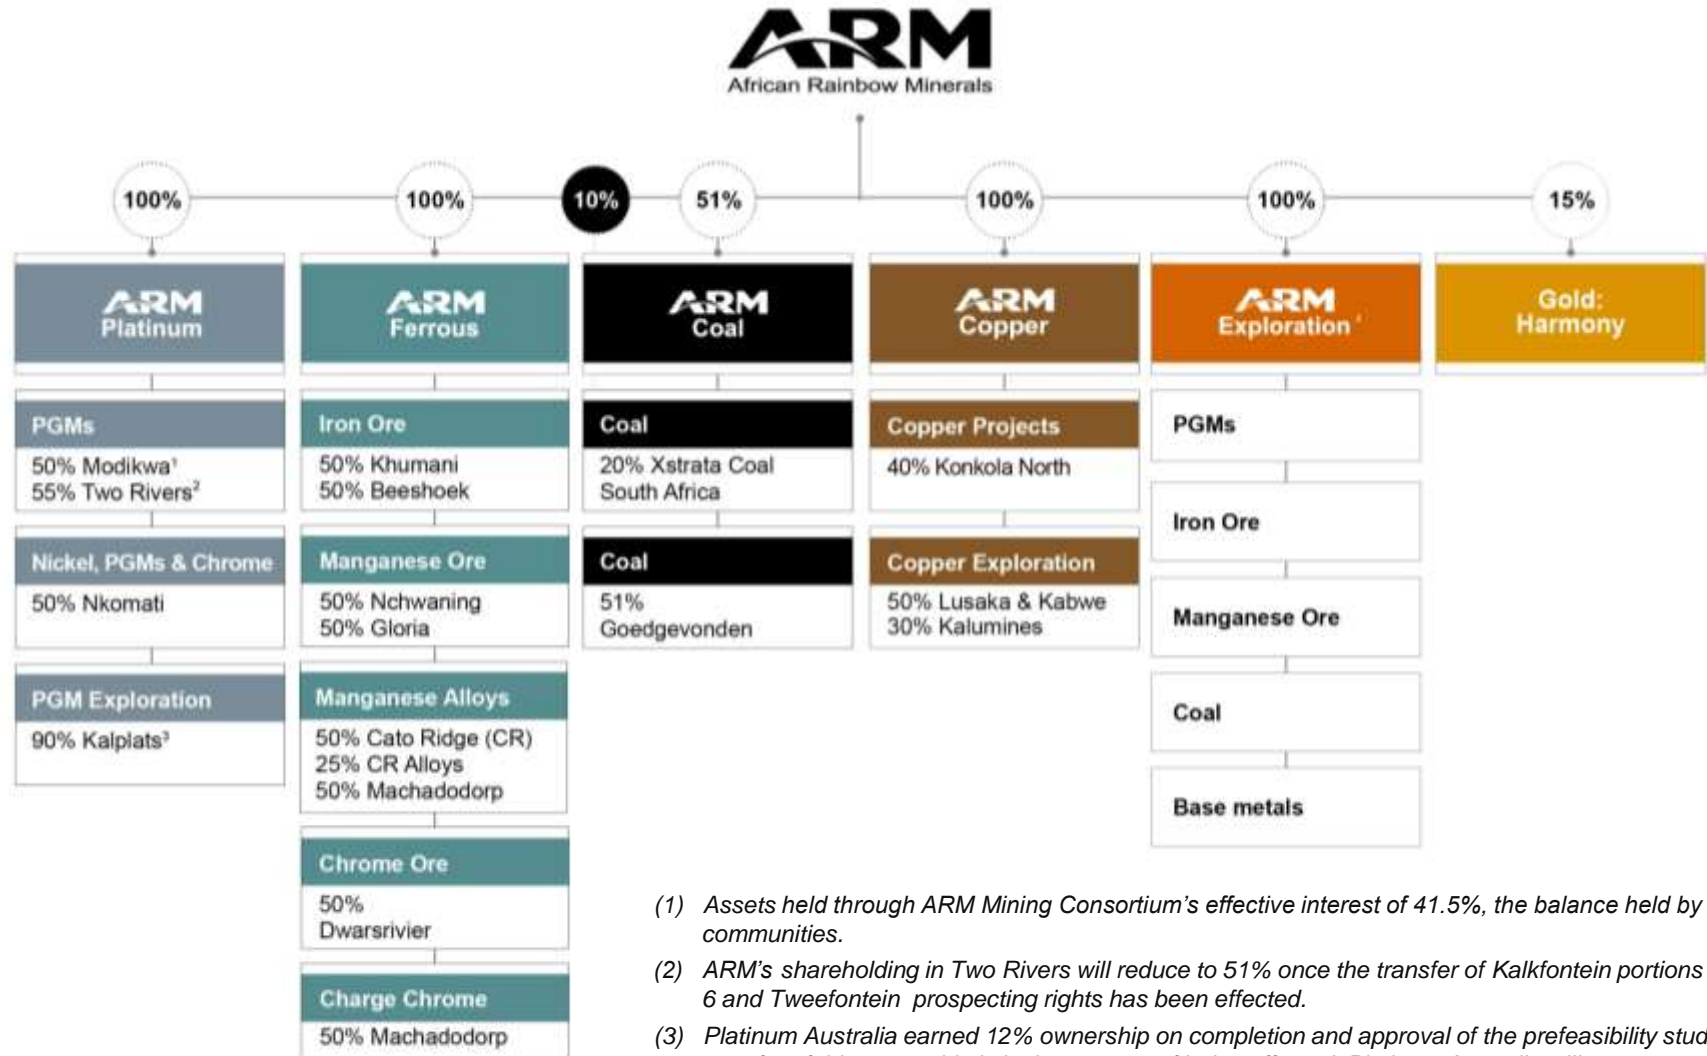 ARM
African Rainbow Minerals
100%
100%
10%
51%
100%
100%
15%
ARM
Platinum
PGMs
50% Modikwa¹
55% Two Rivers²
Nickel, PGMs & Chrome
50% Nkomati
PGM Exploration
90% Kalplats³
ARM
Ferrous
Iron Ore
50% Khumani
50% Beeshoek
Manganese Ore
50% Nchwaning
50% Gloria
Manganese Alloys
50% Cato Ridge (CR)
25% CR Alloys
50% Machadodorp
Chrome Ore
50%
Dwarsrivier
Charge Chrome
50% Machadodorp
ARM
Coal
Coal
20% Xstrata Coal
South Africa
Coal
51%
Goedgevonden
ARM
Copper
Copper Projects
40% Konkola North
Copper Exploration
50% Lusaka & Kabwe
30% Kalumines
ARM
Exploration
PGMs
Iron Ore
Manganese Ore
Coal
Base metals
Gold:
Harmony
(1) Assets held through ARM Mining Consortium's effective interest of 41.5%, the balance held by
communities.
(2) ARM's shareholding in Two Rivers will reduce to 51% once the transfer of Kalkfontein portions
6 and Tweefontein prospecting rights has been effected.
(3) Platinum Australia earned 12% ownership on completion and approval of the prefeasibility stud